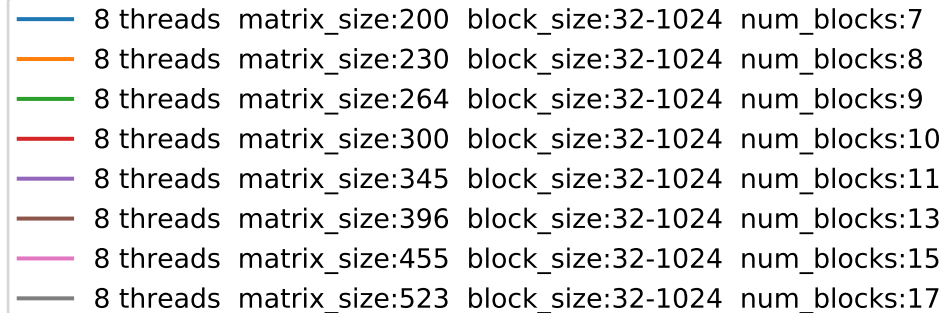 8 threads  matrix_size:200  block_size:32-1024  num_blocks:7
8 threads  matrix_size:230  block_size:32-1024  num_blocks:8
8 threads  matrix_size:264  block_size:32-1024  num_blocks:9
8 threads  matrix_size:300  block_size:32-1024  num_blocks:10
8 threads  matrix_size:345  block_size:32-1024  num_blocks:11
8 threads  matrix_size:396  block_size:32-1024  num_blocks:13
8 threads  matrix_size:455  block_size:32-1024  num_blocks:15
8 threads  matrix_size:523  block_size:32-1024  num_blocks:17